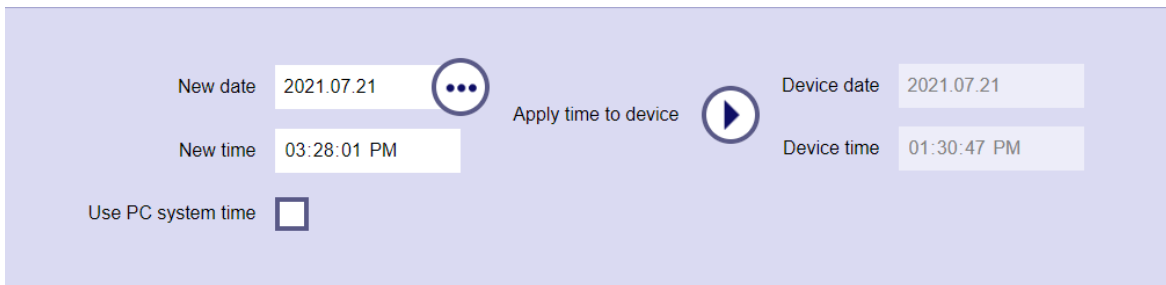 New date 2021.07.21
Apply time to device
Device date 2021.07.21
New time 03:28:01 PM
Device time 01:30:47 PM
Use PC system time